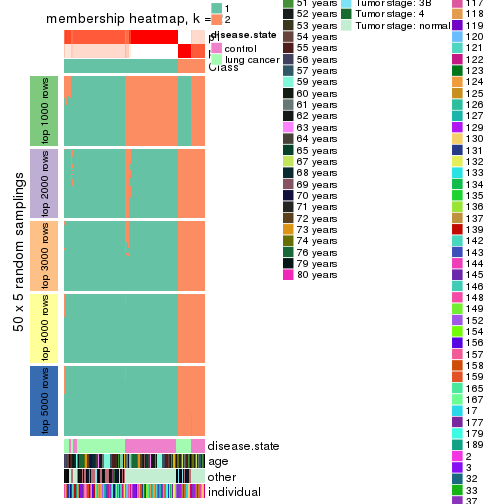 membership heatmap, k =
1
2
disease.state
control
lung cancer
Class
50 x 5 random samplings
top 1000 rows
top 2000 rows
top 3000 rows
top 4000 rows
top 5000 rows
disease.state
age
other
individual
51 years
52 years
53 years
54 years
55 years
56 years
57 years
59 years
60 years
61 years
62 years
63 years
64 years
65 years
67 years
68 years
69 years
70 years
71 years
72 years
73 years
74 years
76 years
79 years
80 years
Tumor stage: 3B
Tumor stage: 4
Tumor stage: normal
117
118
119
120
121
122
123
124
125
126
127
129
130
131
132
133
134
135
136
137
139
142
143
144
145
146
148
149
152
154
156
157
158
159
165
167
17
177
179
189
2
3
32
33
37